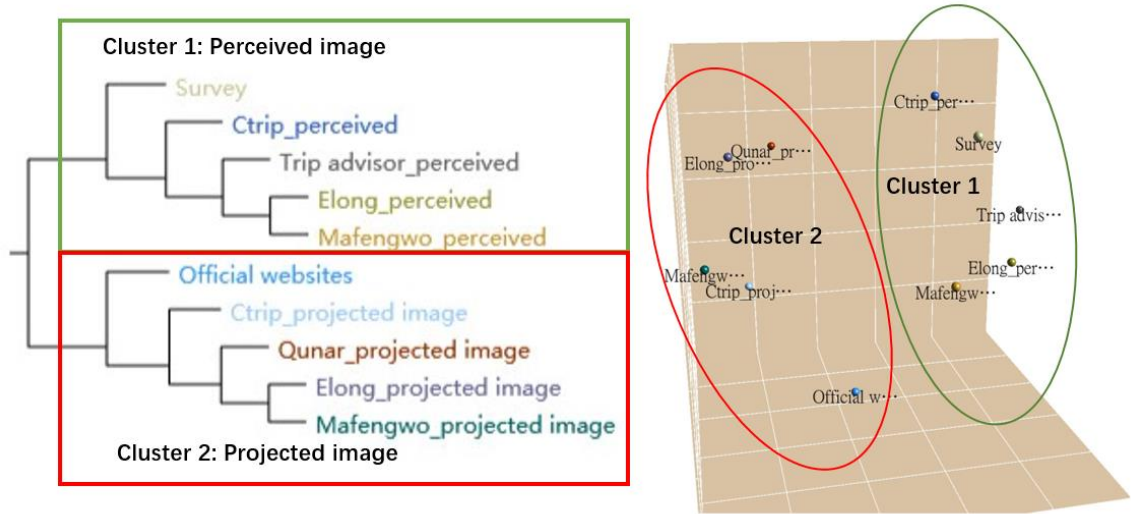 Cluster 1: Perceived image
Survey
Ctrip_perceived
Trip advisor_perceived
Elong_perceived
Mafengwo_perceived
Official websites
Ctrip_projected image
Qunar_projected image
Elong_projected image
Mafengwo_projected image
Cluster 2: Projected image
Ctrip_per···
Survey
Qunar_pr···
Elong_pro···
Cluster 1
Trip advis···
Cluster 2
Elong_per···
Mafengw···
Ctrip_proj···
Mafengw···
Official w···